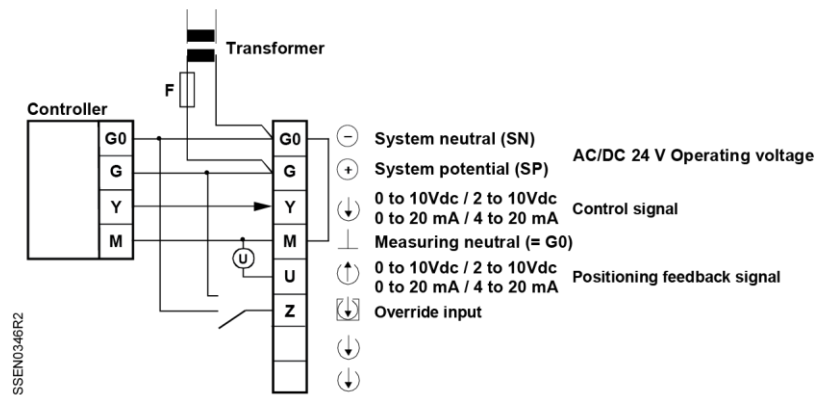 Transformer
F
Controller
G0
G
Y
M
G0
G
Y
M
U
Z
U
System neutral (SN)
System potential (SP)
AC/DC 24 V Operating voltage
0 to 10Vdc / 2 to 10Vdc
0 to 20 mA / 4 to 20 mA
Control signal
Measuring neutral (= G0)
0 to 10Vdc / 2 to 10Vdc
0 to 20 mA / 4 to 20 mA
Positioning feedback signal
Override input
SSEN0346R2